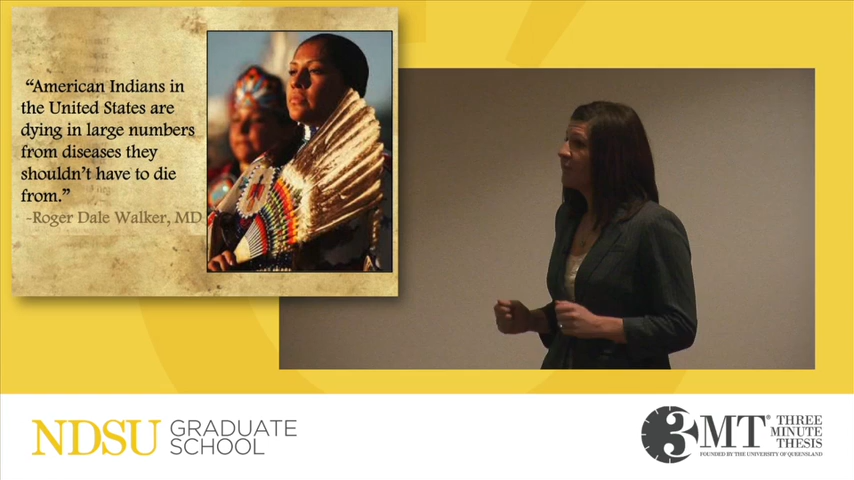 “American Indians in
the United States are
dying in large numbers
from diseases they
shouldn’t have to die
from.”
-Roger Dale Walker, MD
NDSU GRADUATE
SCHOOL
3MT® THREE
MINUTE
THESIS
FOUNDED BY THE UNIVERSITY OF QUEENSLAND